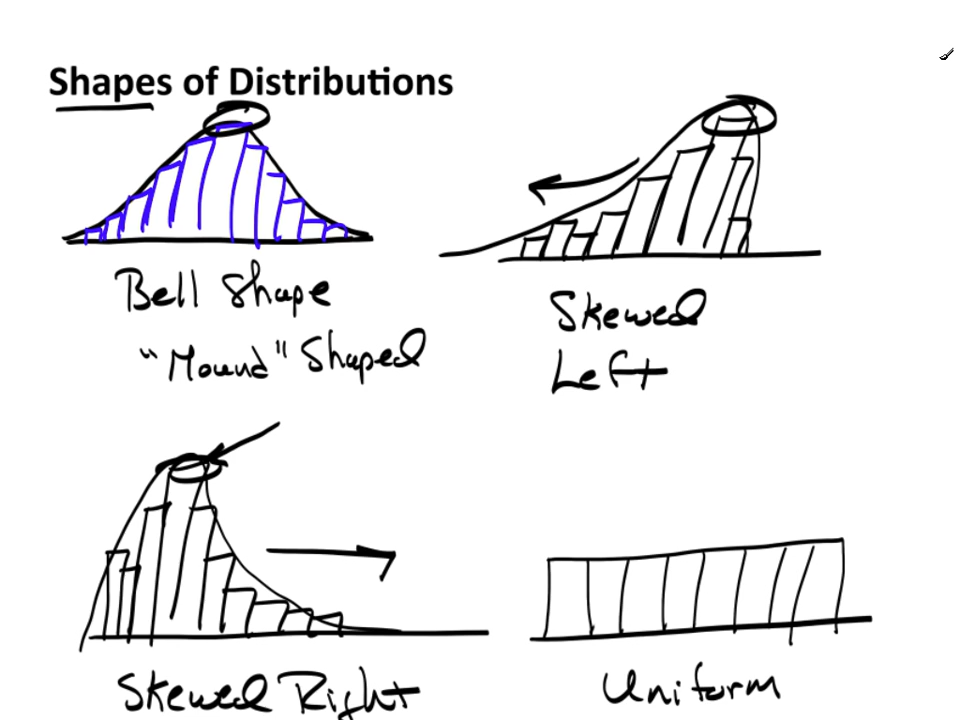 Shapes of Distributions
Bell Shape
"Mound" Shaped
Skewed
Left
Skewed Right
Uniform